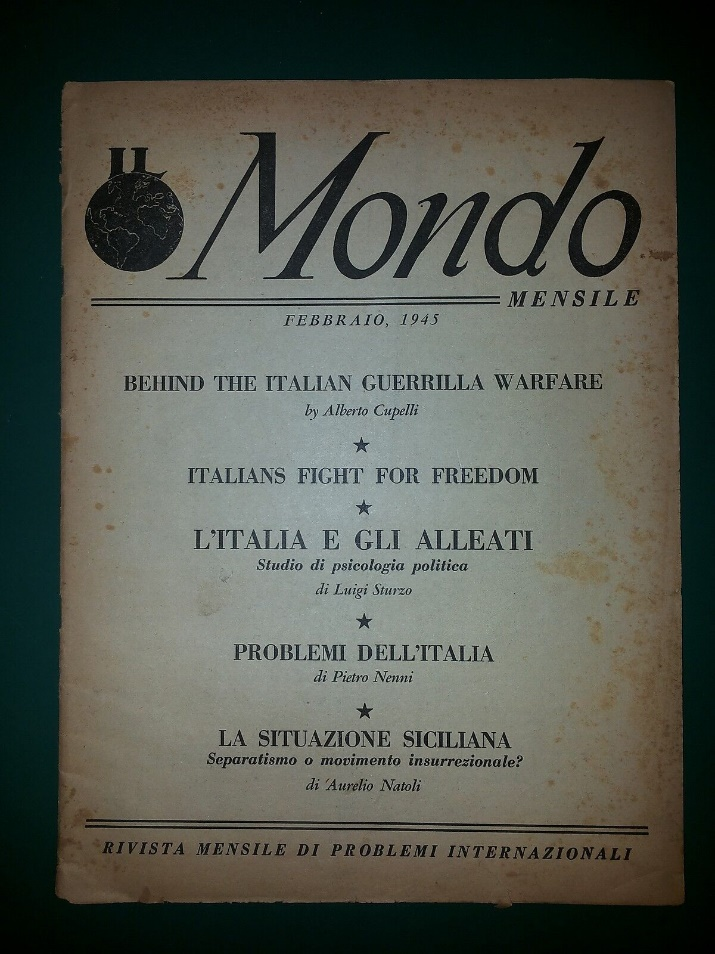 IL
Mondo
MENSILE
FEBBRAIO, 1945
BEHIND THE ITALIAN GUERRILLA WARFARE
by Alberto Cupelli
ITALIANS FIGHT FOR FREEDOM
L'ITALIA E GLI ALLEATI
Studio di psicologia politica
di Luigi Sturzo
PROBLEMI DELL'ITALIA
di Pietro Nenni
LA SITUAZIONE SICILIANA
Separatismo o movimento insurrezionale?
di Aurelio Natoli
RIVISTA MENSILE DI PROBLEMI INTERNAZIONALI